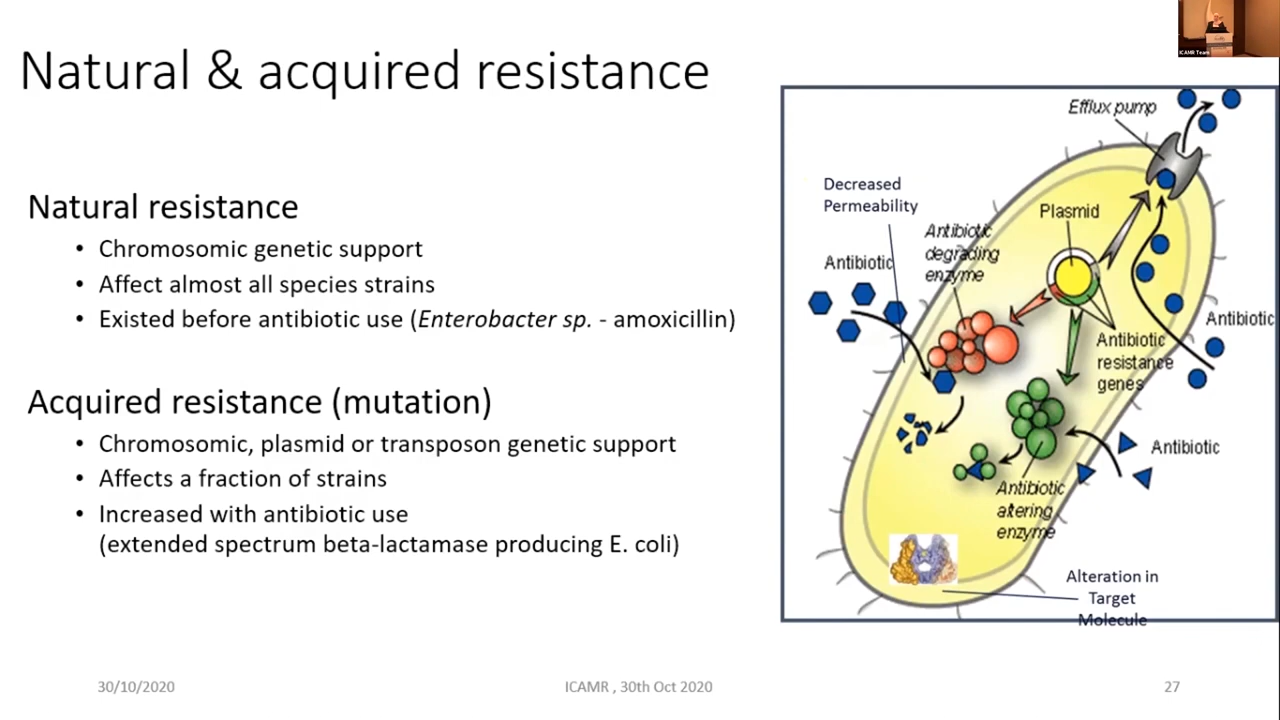 ICAMR Team
Natural & acquired resistance
Natural resistance
• Chromosomic genetic support
• Affect almost all species strains
• Existed before antibiotic use (Enterobacter sp. - amoxicillin)
Acquired resistance (mutation)
• Chromosomic, plasmid or transposon genetic support
• Affects a fraction of strains
• Increased with antibiotic use
(extended spectrum beta-lactamase producing E. coli)
Efflux pump
Decreased
Permeability
Plasmid
Antibiotic
degrading
enzyme
Antibiotic
Antibiotic
Antibiotic
resistance
genes
Antibiotic
Antibiotic
altering
enzyme
Alteration in
Target
Molecule
30/10/2020
ICAMR , 30th Oct 2020
27